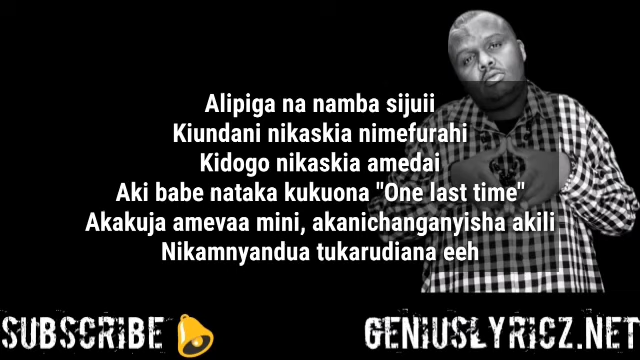 Alipiga na namba sijuii
Kiundani nikaskia nimefurahi
Kidogo nikaskia amedai
Aki babe nataka kukuona "One last time"
Akakuja amevaa mini, akanichanganyisha akili
Nikamnyandua tukarudiana eeh
SUBSCRIBE
GENIUSLYRICZ.NET